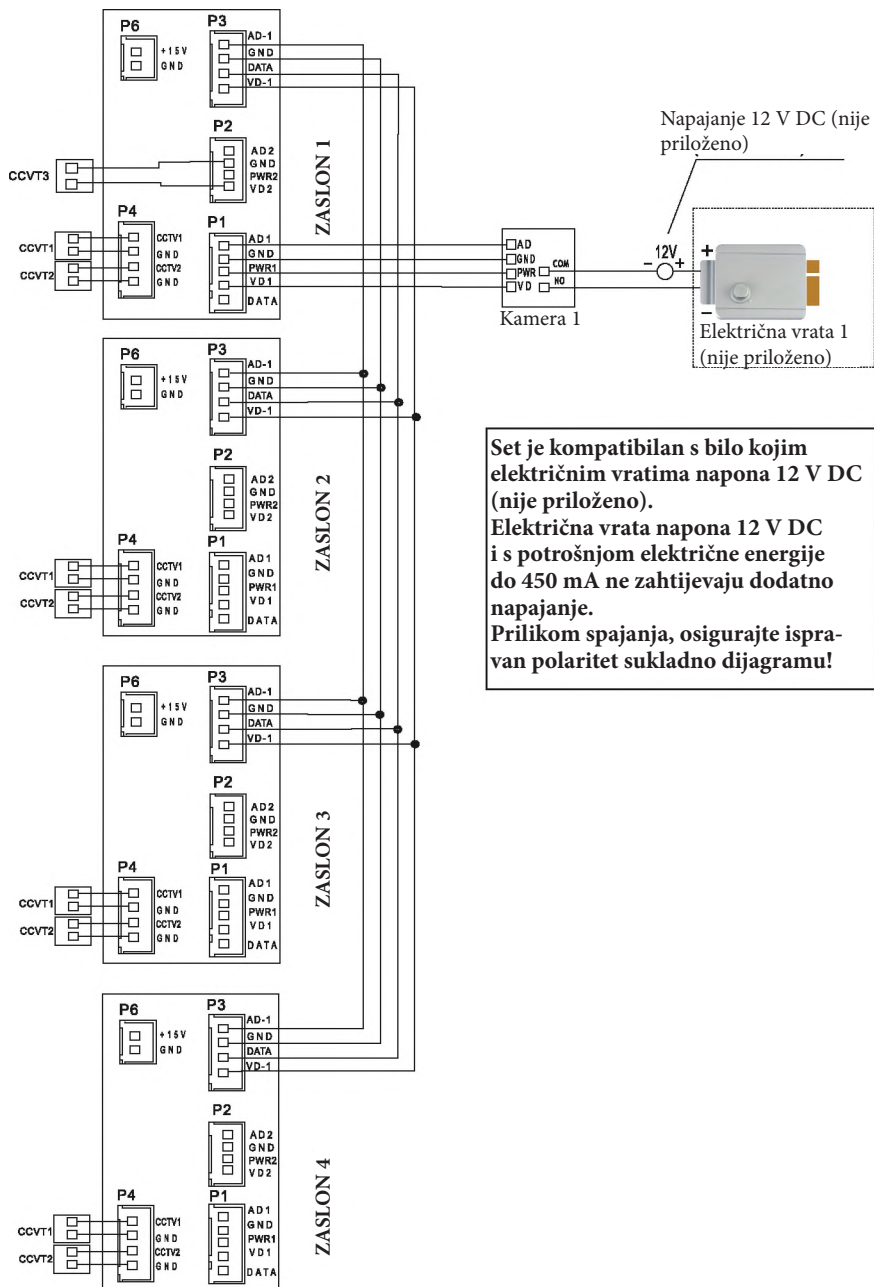 P6
+15V
GND
P3
AD-1
GND
DATA
VD-1
P2
AD2
GND
PWR2
VD2
CCVT3
P4
CCTV1
GND
CCTV2
GND
CCVT1
CCVT2
P1
AD1
GND
PWR1
VD1
DATA
ZASLON 1
AD
GND
PWR
VD
COM
NO
Kamera 1
Napajanje 12 V DC (nije
priloženo)
- 12V +
+
-
Električna vrata 1
(nije priloženo)
P6
+15V
GND
P3
AD-1
GND
DATA
VD-1
P2
AD2
GND
PWR2
VD2
P4
CCTV1
GND
CCTV2
GND
CCVT1
CCVT2
P1
AD1
GND
PWR1
VD1
DATA
ZASLON 2
Set je kompatibilan s bilo kojim
električnim vratima napona 12 V DC
(nije priloženo).
Električna vrata napona 12 V DC
i s potrošnjom električne energije
do 450 mA ne zahtijevaju dodatno
napajanje.
Prilikom spajanja, osigurajte ispra-
van polaritet sukladno dijagramu!
P6
+15V
GND
P3
AD-1
GND
DATA
VD-1
P2
AD2
GND
PWR2
VD2
P4
CCTV1
GND
CCTV2
GND
CCVT1
CCVT2
P1
AD1
GND
PWR1
VD1
DATA
ZASLON 3
P6
+15V
GND
P3
AD-1
GND
DATA
VD-1
P2
AD2
GND
PWR2
VD2
P4
CCTV1
GND
CCTV2
GND
CCVT1
CCVT2
P1
AD1
GND
PWR1
VD1
DATA
ZASLON 4